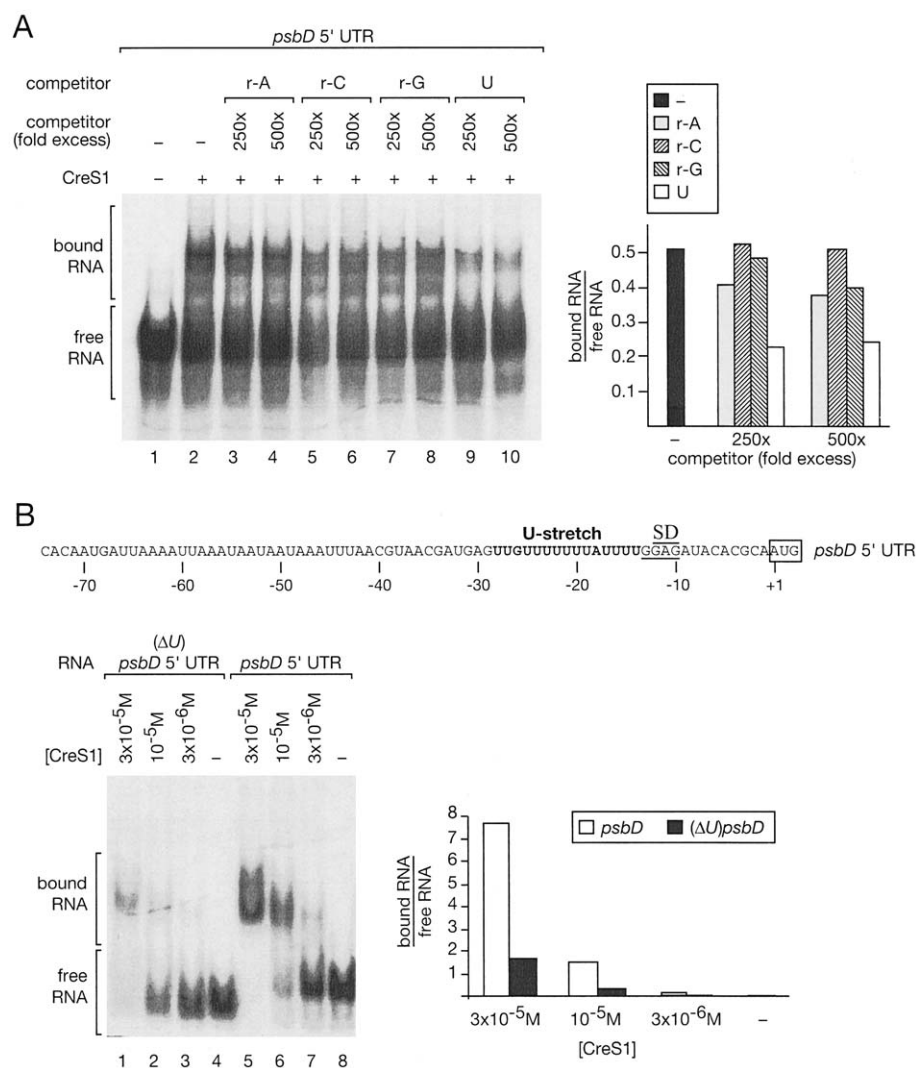 A
psbD 5' UTR
competitor r-A r-C r-G U
competitor (fold excess) – – 250x 500x 250x 500x 250x 500x 250x 500x
CreS1 – + + + + + + + + +
bound RNA
free RNA
1 2 3 4 5 6 7 8 9 10
–
r-A
r-C
r-G
U
bound RNA
free RNA
0.5
0.4
0.3
0.2
0.1
– 250x 500x
competitor (fold excess)
B
U-stretch SD
CACAAUGAUUAAAAUUAAAUAAUAAUAAAUUUAACGUAACGAUGAGUUGUUUUUUUAUUUUGGAGAUACACGCAAUG psbD 5' UTR
-70 -60 -50 -40 -30 -20 -10 +1
(ΔU)
RNA psbD 5' UTR psbD 5' UTR
[CreS1] 3x10⁻⁵M 10⁻⁵M 3x10⁻⁶M – 3x10⁻⁵M 10⁻⁵M 3x10⁻⁶M –
bound RNA
free RNA
1 2 3 4 5 6 7 8
psbD (ΔU)psbD
bound RNA
free RNA
8
7
6
5
4
3
2
1
3x10⁻⁵M 10⁻⁵M 3x10⁻⁶M –
[CreS1]